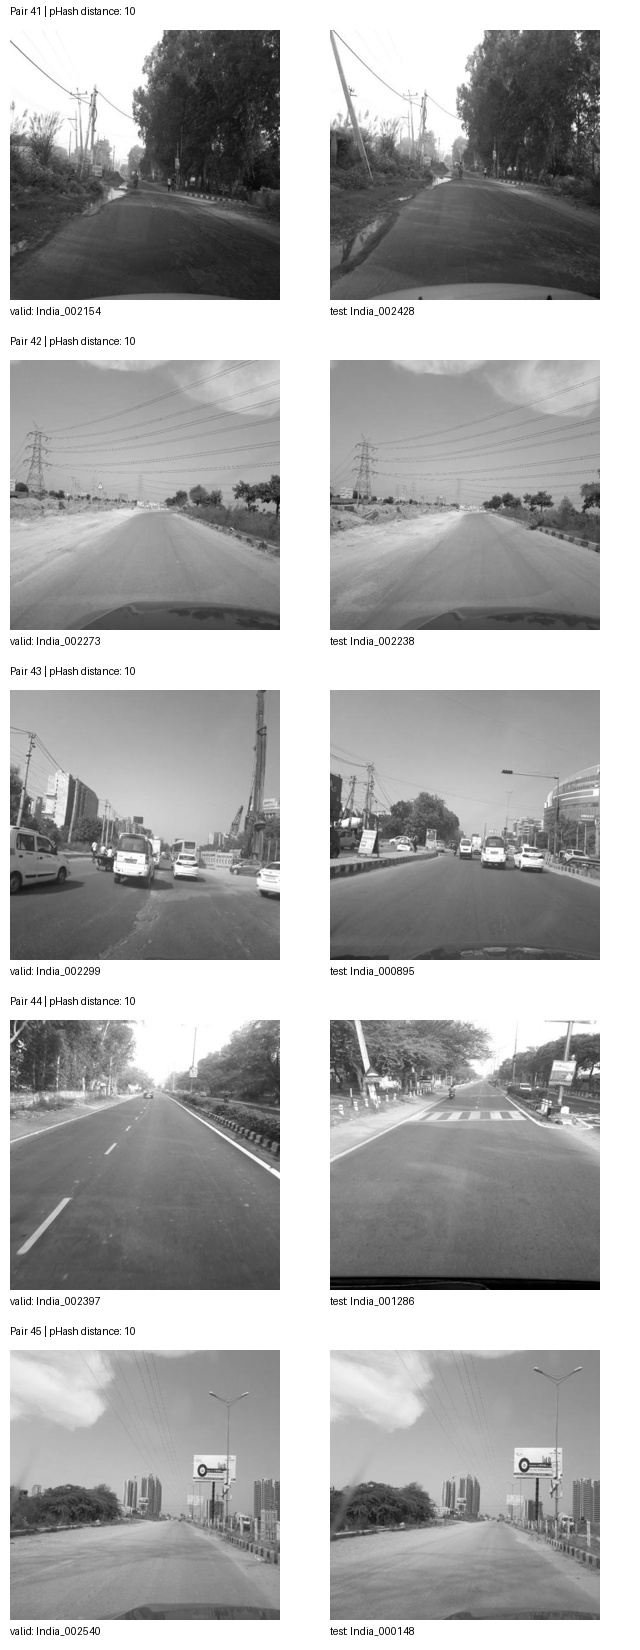 Pair 41 | pHash distance: 10
valid: India_002154
test: India_002428
Pair 42 | pHash distance: 10
valid: India_002273
test: India_002238
Pair 43 | pHash distance: 10
valid: India_002299
test: India_000895
Pair 44 | pHash distance: 10
valid: India_002397
test: India_001286
Pair 45 | pHash distance: 10
valid: India_002540
test: India_000148